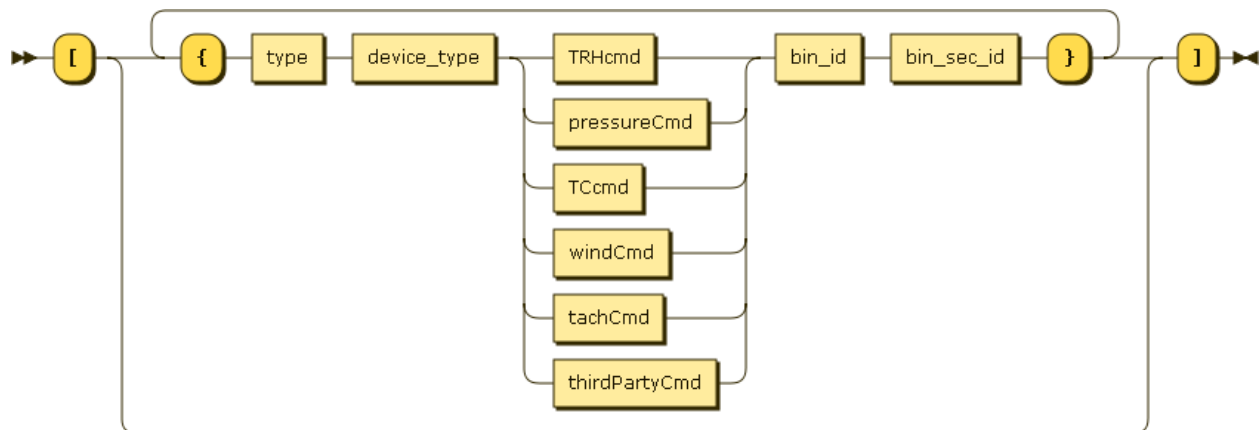 [ { type device_type TRHcmd bin_id bin_sec_id } ]
pressureCmd
TCcmd
windCmd
tachCmd
thirdPartyCmd